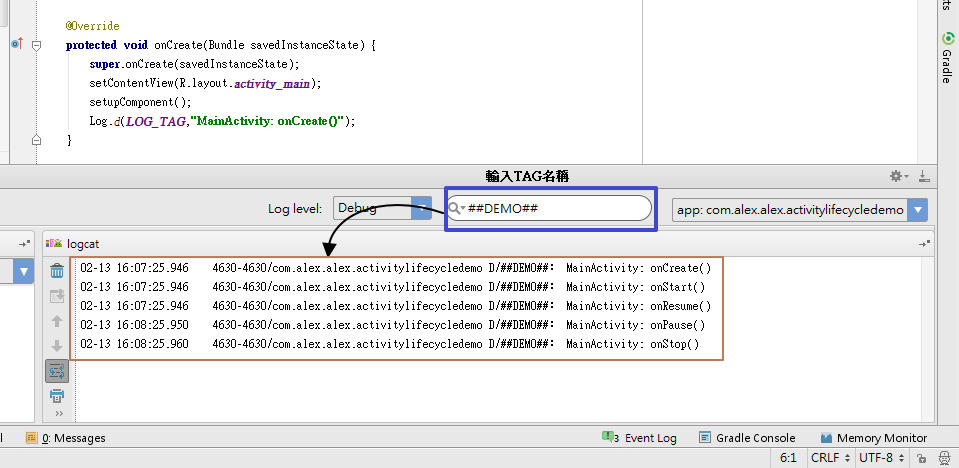 @Override
protected void onCreate(Bundle savedInstanceState) {
super.onCreate(savedInstanceState);
setContentView(R.layout.activity_main);
setupComponent();
Log.d(LOG_TAG,"MainActivity: onCreate()");
}
Gradle
輸入TAG名稱
Log level: Debug ##DEMO## app: com.alex.alex.activitylifecycledemo
logcat
02-13 16:07:25.946 4630-4630/com.alex.alex.activitylifecycledemo D/##DEMO##: MainActivity: onCreate()
02-13 16:07:25.946 4630-4630/com.alex.alex.activitylifecycledemo D/##DEMO##: MainActivity: onStart()
02-13 16:07:25.946 4630-4630/com.alex.alex.activitylifecycledemo D/##DEMO##: MainActivity: onResume()
02-13 16:08:25.950 4630-4630/com.alex.alex.activitylifecycledemo D/##DEMO##: MainActivity: onPause()
02-13 16:08:25.960 4630-4630/com.alex.alex.activitylifecycledemo D/##DEMO##: MainActivity: onStop()
0: Messages 3 Event Log Gradle Console Memory Monitor
6:1 CRLF UTF-8